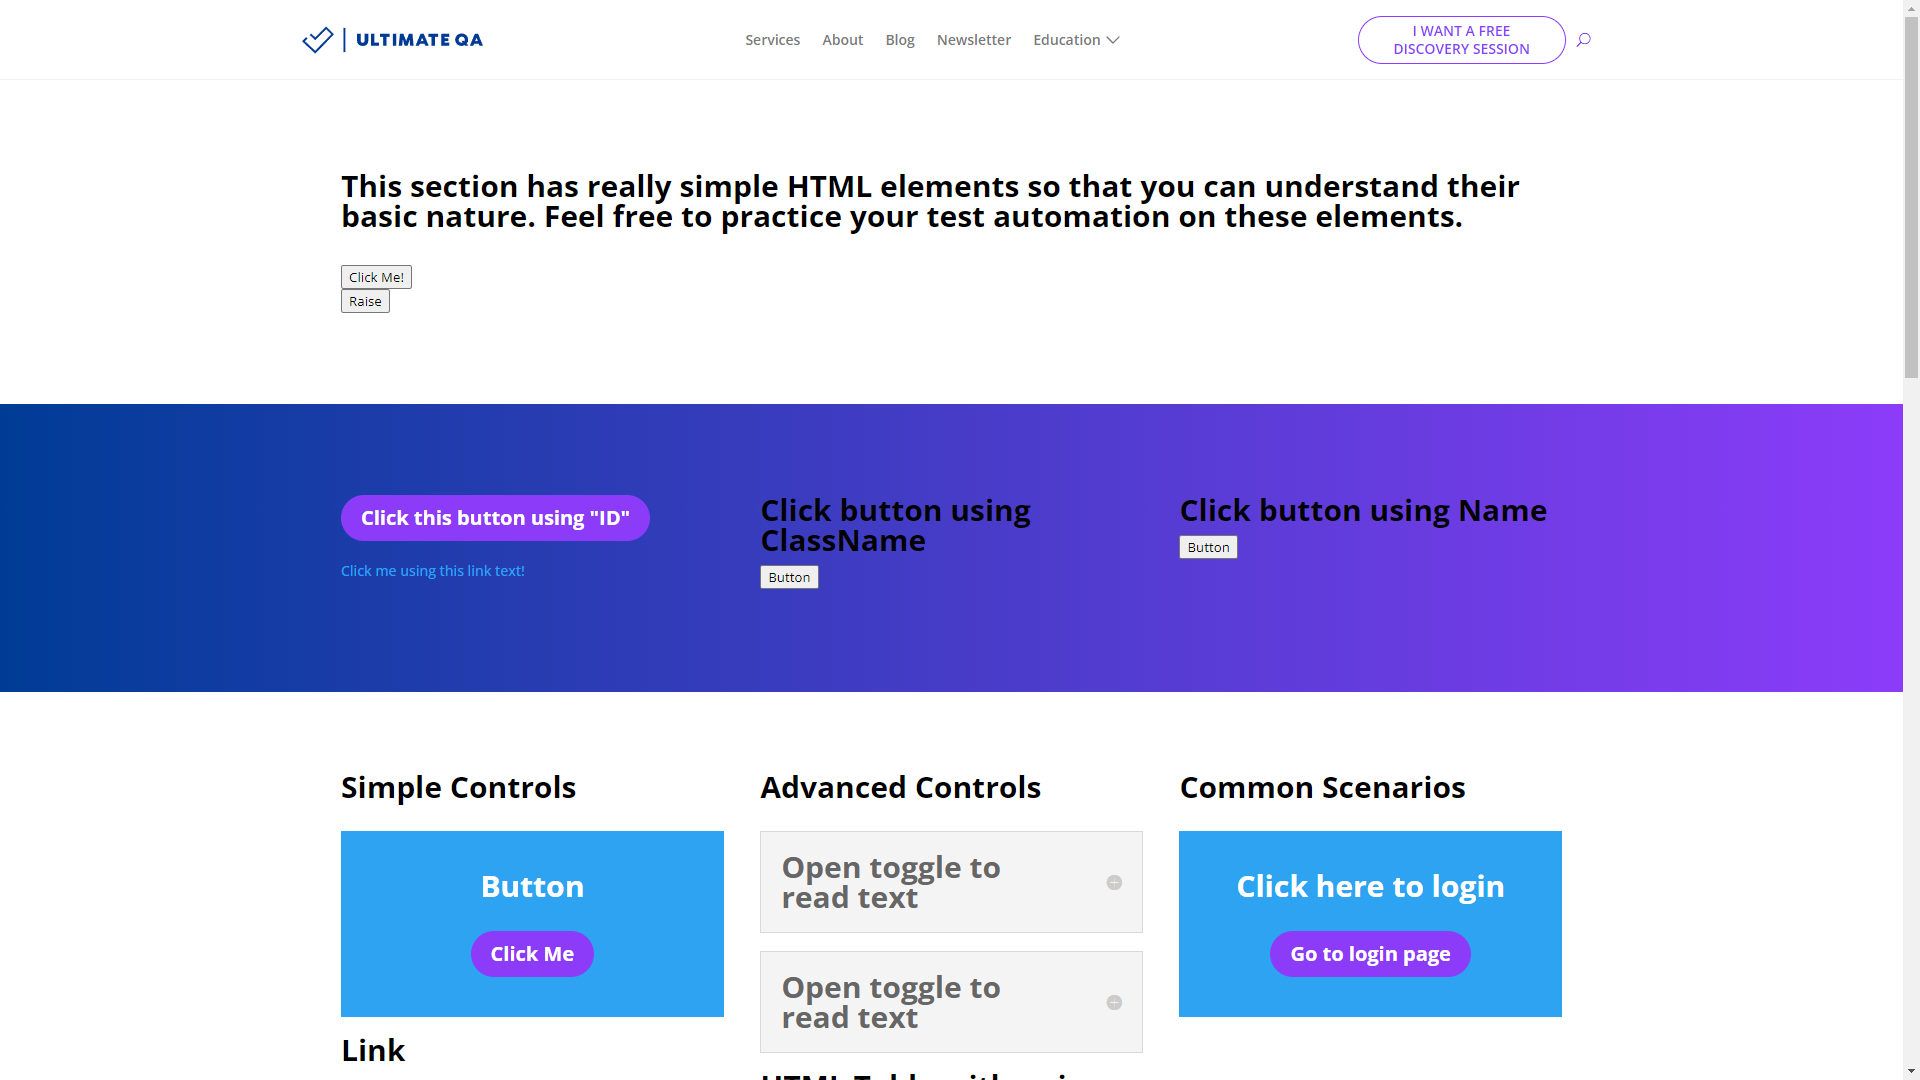 ULTIMATE QA
Services
About
Blog
Newsletter
Education
I WANT A FREE
DISCOVERY SESSION
This section has really simple HTML elements so that you can understand their
basic nature. Feel free to practice your test automation on these elements.
Click Me!
Raise
Click this button using "ID"
Click me using this link text!
Click button using
ClassName
Button
Click button using Name
Button
Simple Controls
Button
Click Me
Link
Advanced Controls
Open toggle to
read text
Open toggle to
read text
Common Scenarios
Click here to login
Go to login page